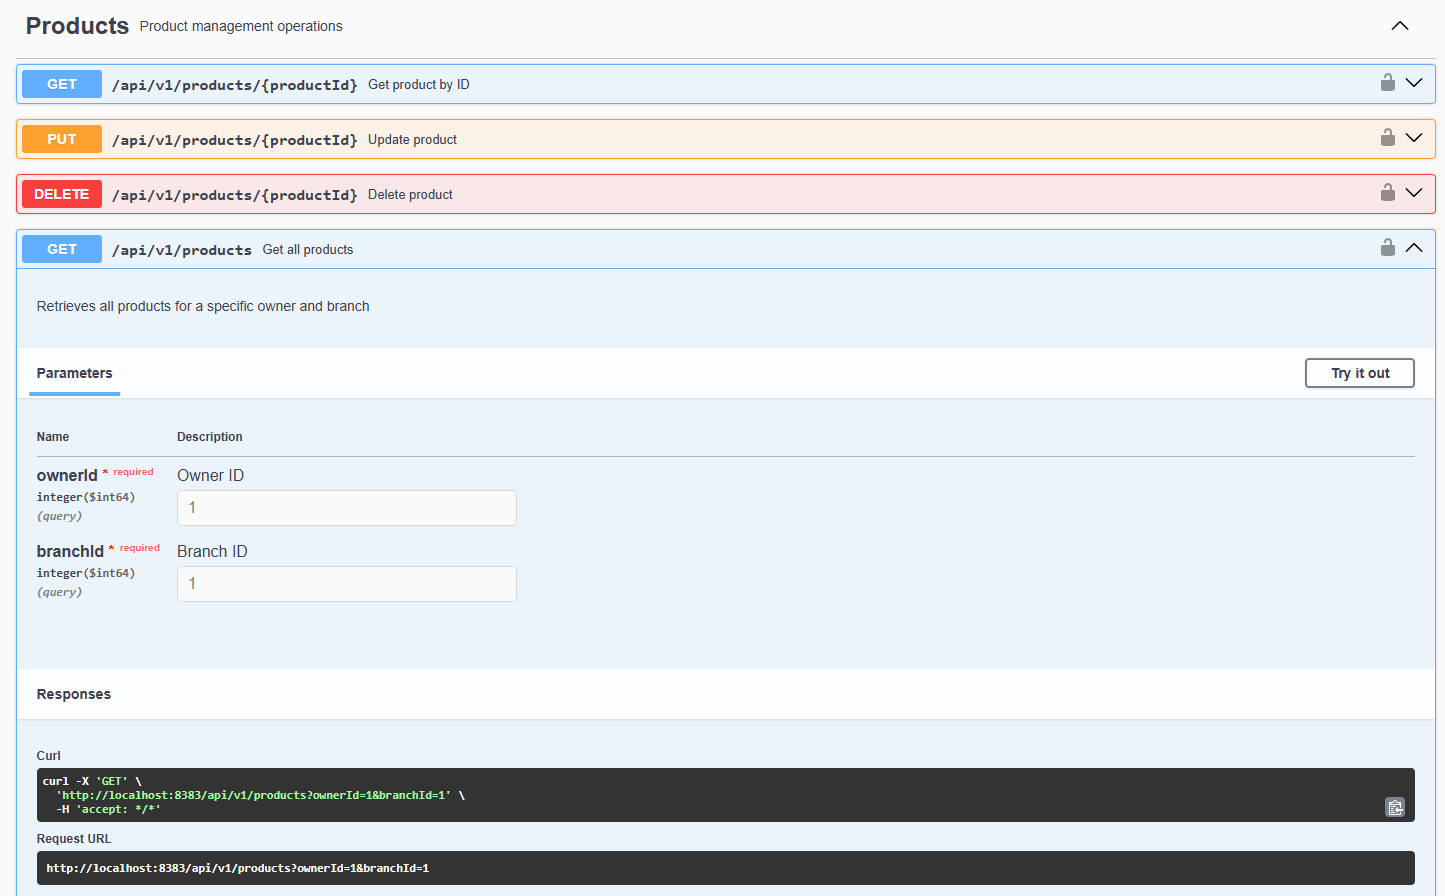 Products Product management operations
GET /api/v1/products/{productId} Get product by ID
PUT /api/v1/products/{productId} Update product
DELETE /api/v1/products/{productId} Delete product
GET /api/v1/products Get all products
Retrieves all products for a specific owner and branch
Parameters Try it out
Name Description
ownerId * required Owner ID
integer($int64) 1
(query)
branchId * required Branch ID
integer($int64) 1
(query)
Responses
Curl
curl -X 'GET' \
'http://localhost:8383/api/v1/products?ownerId=1&branchId=1' \
-H 'accept: */*'
Request URL
http://localhost:8383/api/v1/products?ownerId=1&branchId=1